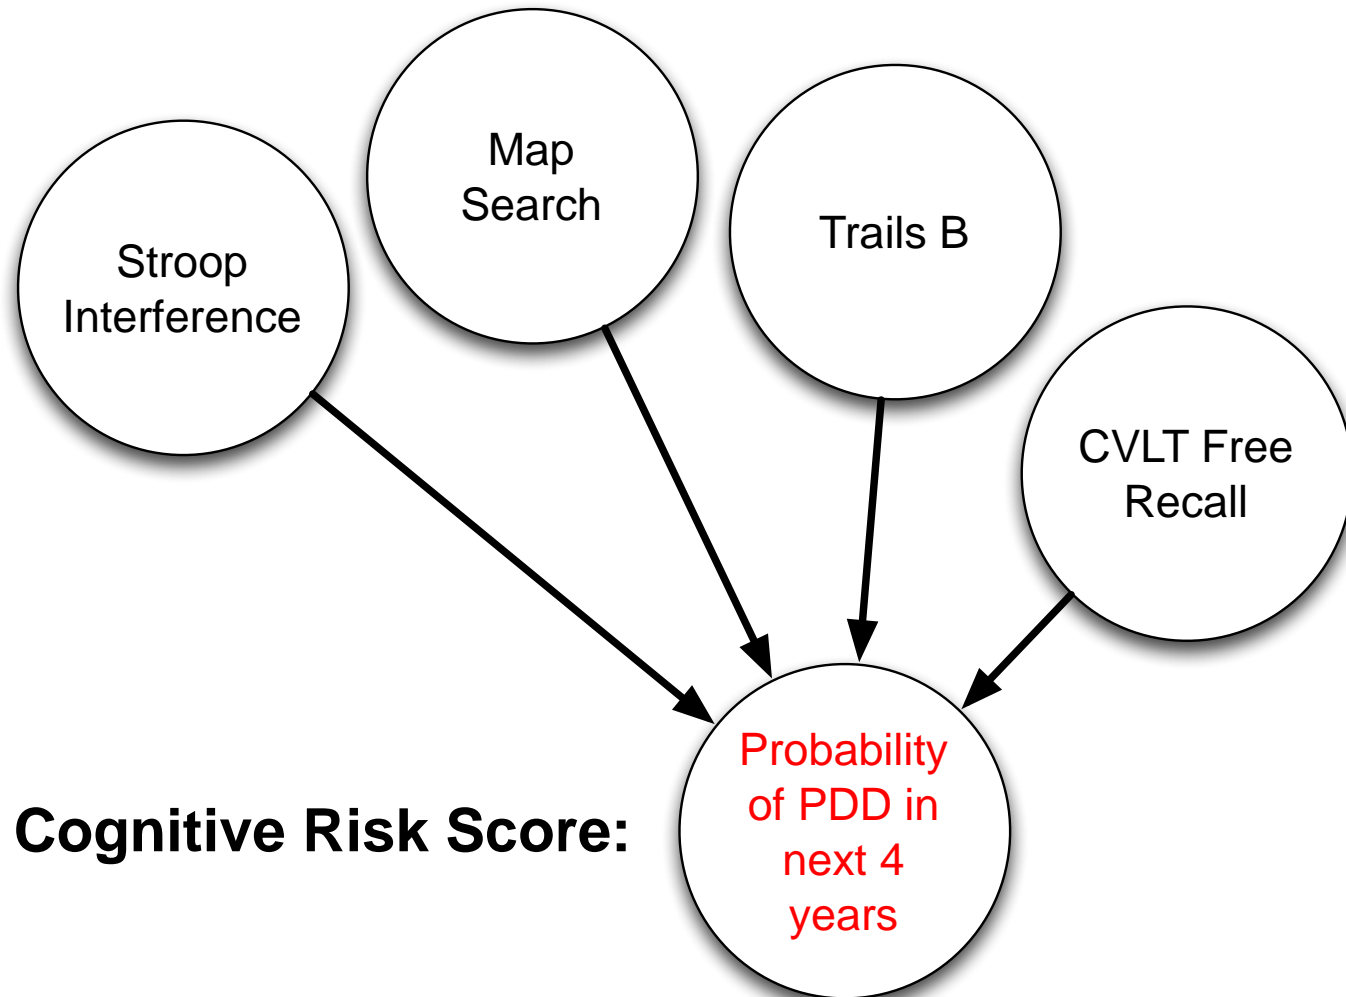 Stroop
Interference
Map
Search
Trails B
CVLT Free
Recall
Probability
of PDD in
next 4
years
Cognitive Risk Score: